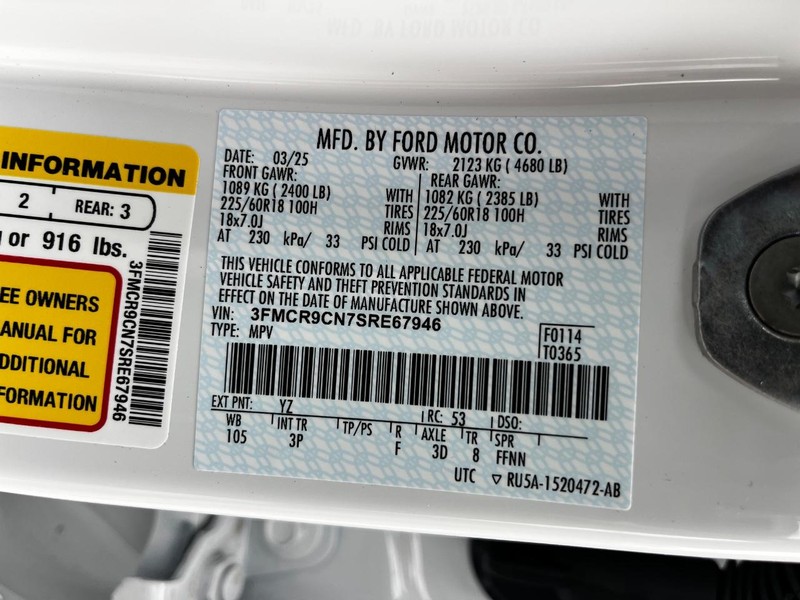 INFORMATION
2 REAR: 3
or 916 lbs.
EE OWNERS
ANUAL FOR
DDITIONAL
FORMATION
3FMCR9CN7SRE67946
MFD. BY FORD MOTOR CO.
DATE: 03/25 GVWR: 2123 KG ( 4680 LB)
FRONT GAWR: REAR GAWR:
1089 KG ( 2400 LB) WITH 1082 KG ( 2385 LB) WITH
225/60R18 100H TIRES 225/60R18 100H TIRES
18x7.0J RIMS 18x7.0J RIMS
AT 230 kPa/ 33 PSI COLD AT 230 kPa/ 33 PSI COLD
THIS VEHICLE CONFORMS TO ALL APPLICABLE FEDERAL MOTOR
VEHICLE SAFETY AND THEFT PREVENTION STANDARDS IN
EFFECT ON THE DATE OF MANUFACTURE SHOWN ABOVE.
VIN: 3FMCR9CN7SRE67946
TYPE: MPV
F0114
T0365
EXT PNT: YZ RC: 53 DSO:
WB INT TR TP/PS R AXLE TR SPR
105 3P F 3D 8 FFNN
UTC ▽ RU5A-1520472-AB